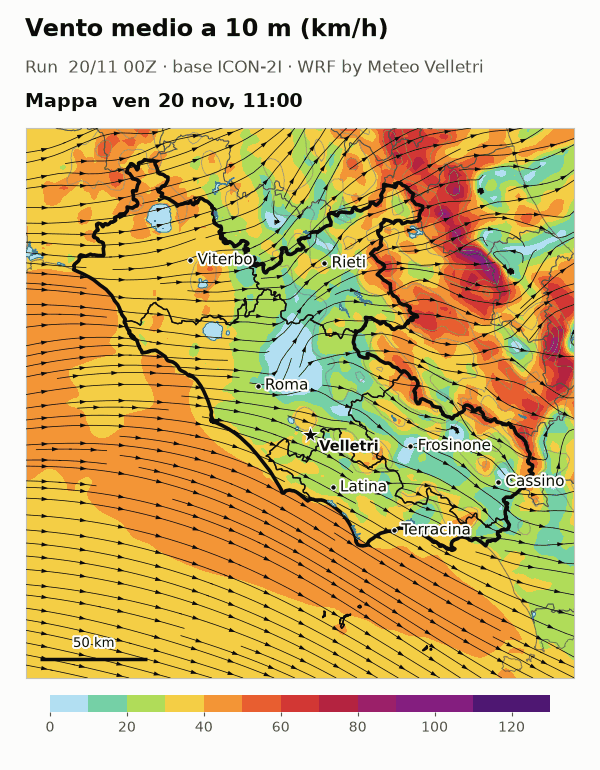 Vento medio a 10 m (km/h)
Run 20/11 00Z · base ICON-2I · WRF by Meteo Velletri
Mappa ven 20 nov, 11:00
Viterbo
Rieti
Roma
Velletri
Frosinone
Cassino
Latina
Terracina
50 km
0 20 40 60 80 100 120